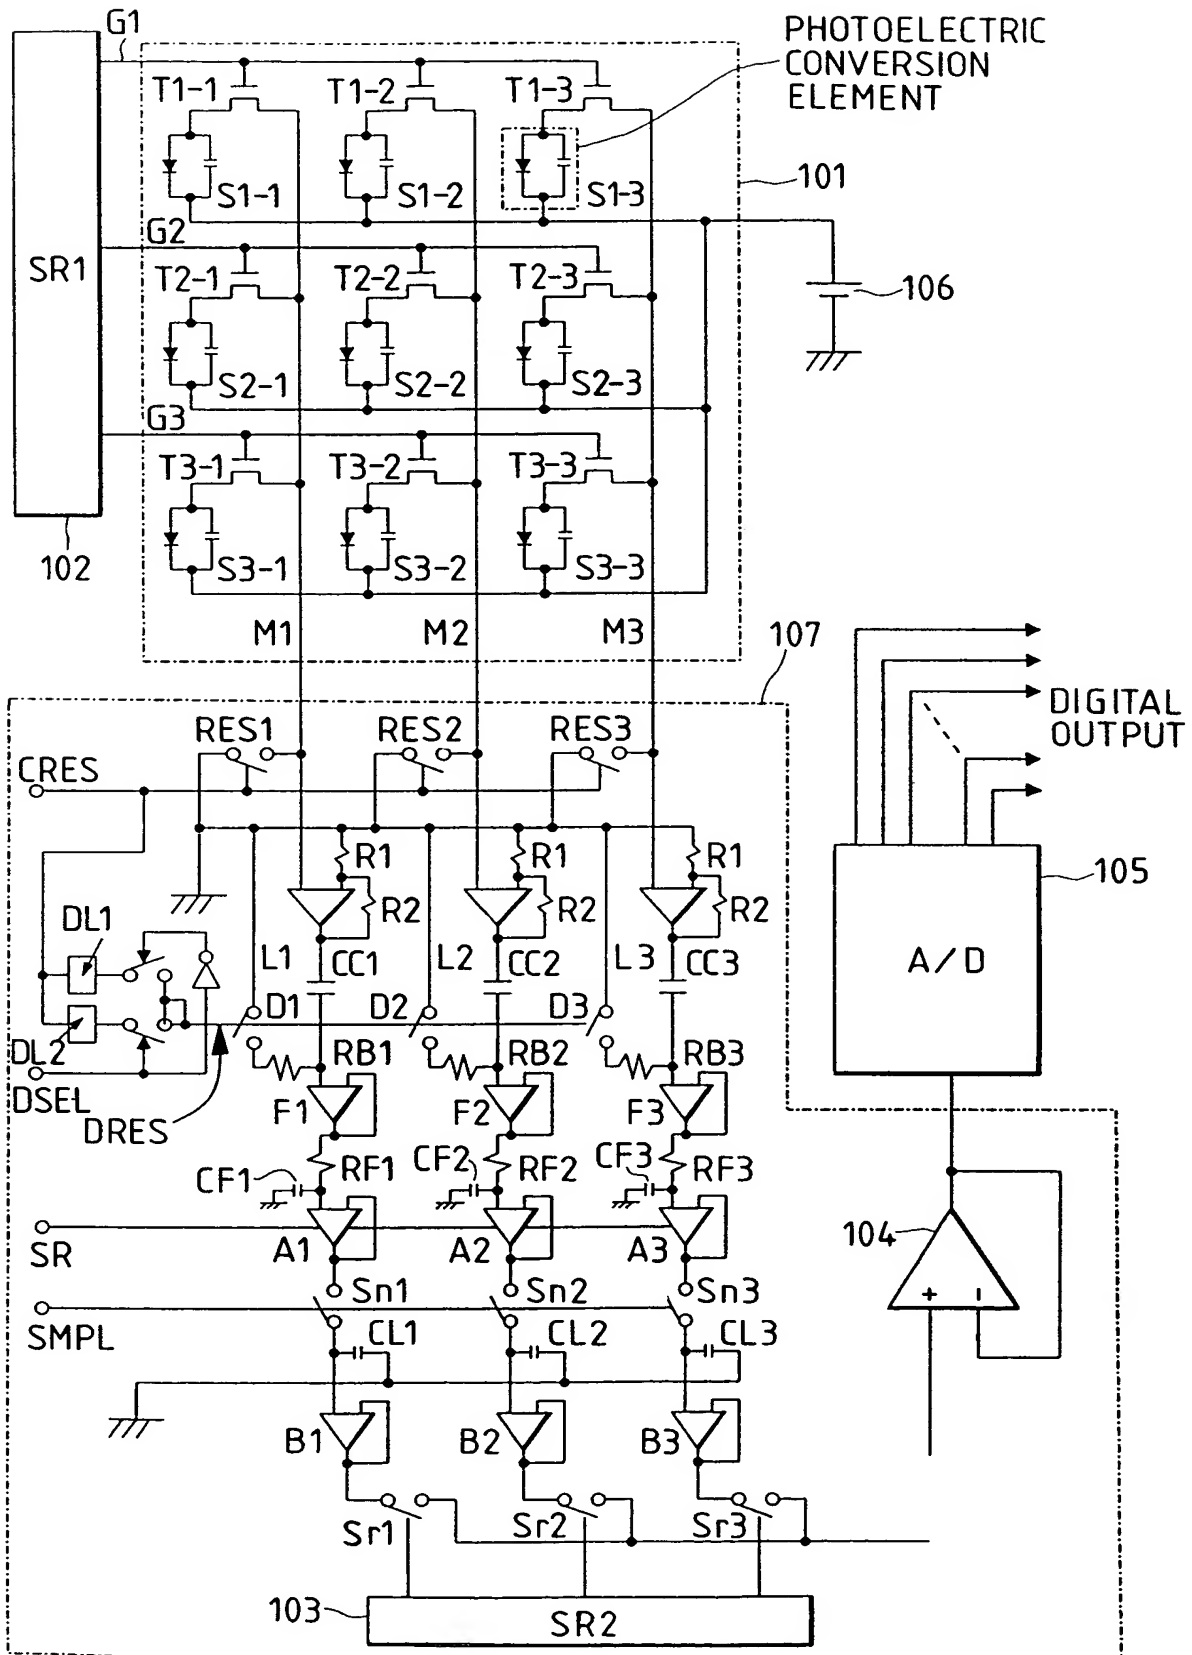 G1
PHOTOELECTRIC
CONVERSION
ELEMENT
T1-1 T1-2 T1-3
101
S1-1 S1-2 S1-3
G2
SR1
T2-1 T2-2 T2-3
106
S2-1 S2-2 S2-3
G3
T3-1 T3-2 T3-3
102
S3-1 S3-2 S3-3
M1 M2 M3
107
DIGITAL
OUTPUT
RES1 RES2 RES3
CRES
R1 R1 R1
105
R2 R2 R2
DL1
L1 CC1 L2 CC2 L3 CC3
A/D
D1 D2 D3
DL2
RB1 RB2 RB3
DSEL
F1 F2 F3
DRES
CF1 RF1 CF2 RF2 CF3 RF3
104
SR
A1 A2 A3
Sn1 Sn2 Sn3
+ -
SMPL
CL1 CL2 CL3
B1 B2 B3
Sr1 Sr2 Sr3
103
SR2